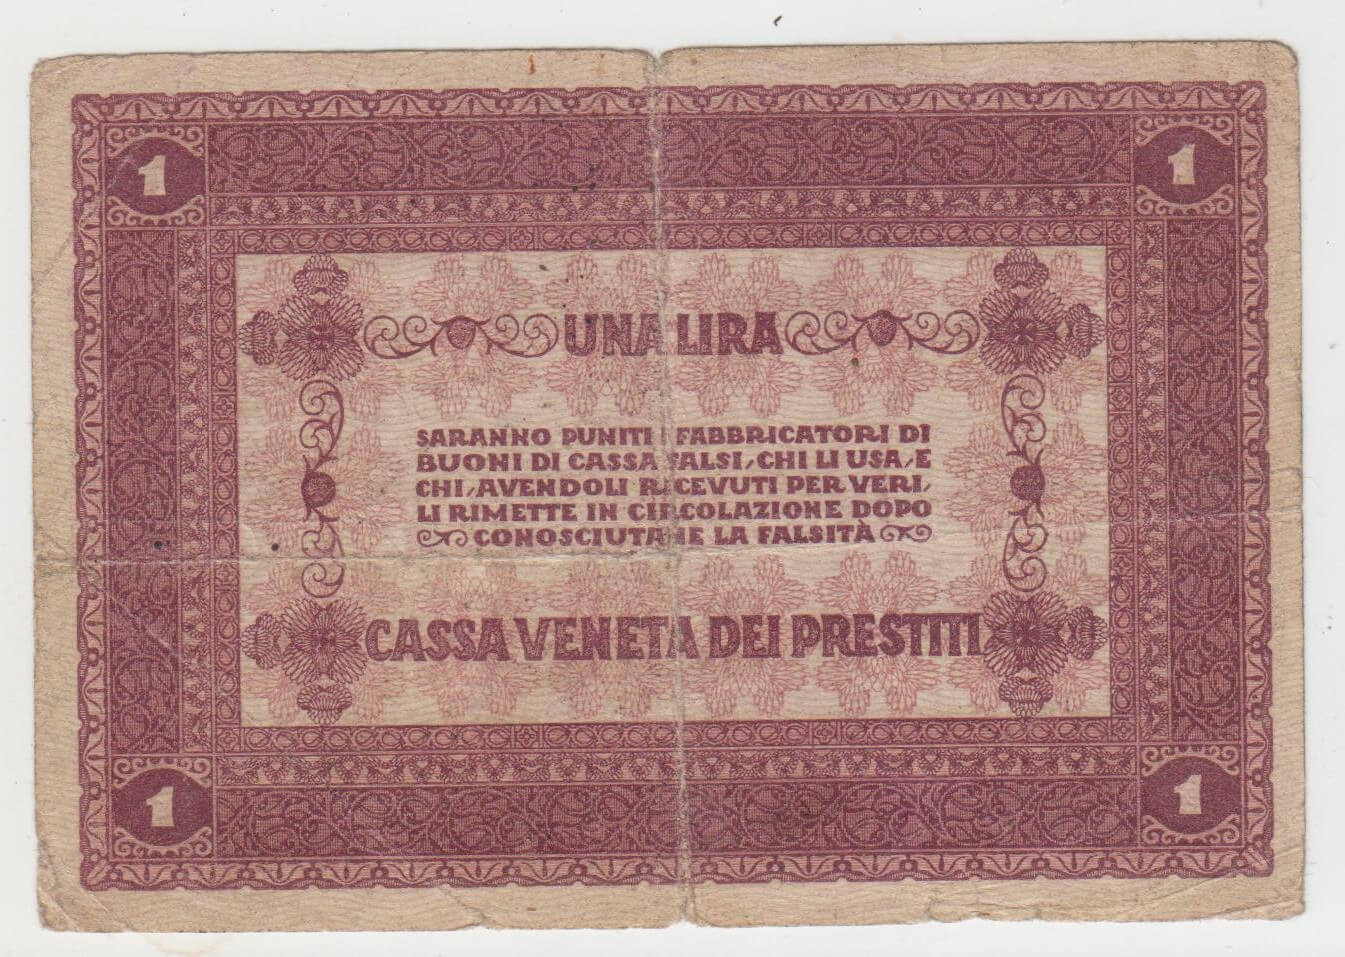 1 1
UNA LIRA
SARANNO PUNITI I FABBRICATORI DI
BUONI DI CASSA FALSI, CHI LI USA, E
CHI, AVENDOLI RICEVUTI PER VERI,
LI RIMETTE IN CIRCOLAZIONE DOPO
CONOSCIUTANE LA FALSITÀ
CASSA VENETA DEI PRESTITI
1 1